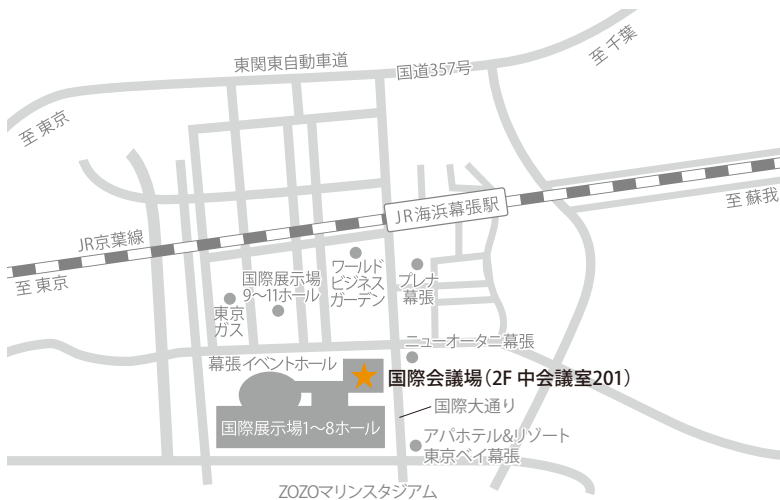 東関東自動車道
国道357号
至 千葉
至 東京
JR海浜幕張駅
至 蘇我
JR京葉線
至 東京
ワールド
ビジネス
ガーデン
プレナ
幕張
国際展示場
9〜11ホール
東京
ガス
ニューオータニ幕張
幕張イベントホール
国際会議場(2F 中会議室201)
国際大通り
国際展示場1〜8ホール
アパホテル&リゾート
東京ベイ幕張
ZOZOマリンスタジアム